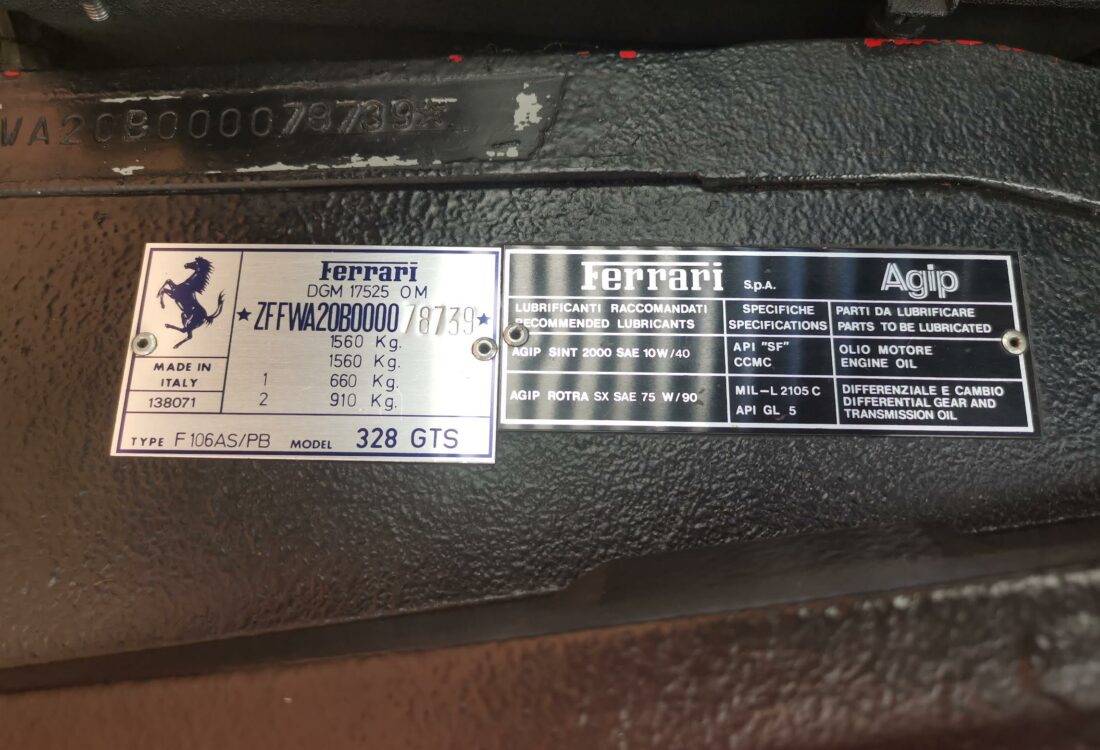 WA20B000078739*
Ferrari
DGM 17525 OM
★ZFFWA20B000078739★
1560 Kg.
1560 Kg.
1 660 Kg.
2 910 Kg.
MADE IN
ITALY
138071
TYPE F106AS/PB MODEL 328 GTS
Ferrari S.p.A. Agip
LUBRIFICANTI RACCOMANDATI
RECOMMENDED LUBRICANTS
SPECIFICHE
SPECIFICATIONS
PARTI DA LUBRIFICARE
PARTS TO BE LUBRICATED
AGIP SINT 2000 SAE 10W/40
API "SF"
CCMC
OLIO MOTORE
ENGINE OIL
AGIP ROTRA SX SAE 75 W/90
MIL-L 2105 C
API GL 5
DIFFERENZIALE E CAMBIO
DIFFERENTIAL GEAR AND
TRANSMISSION OIL